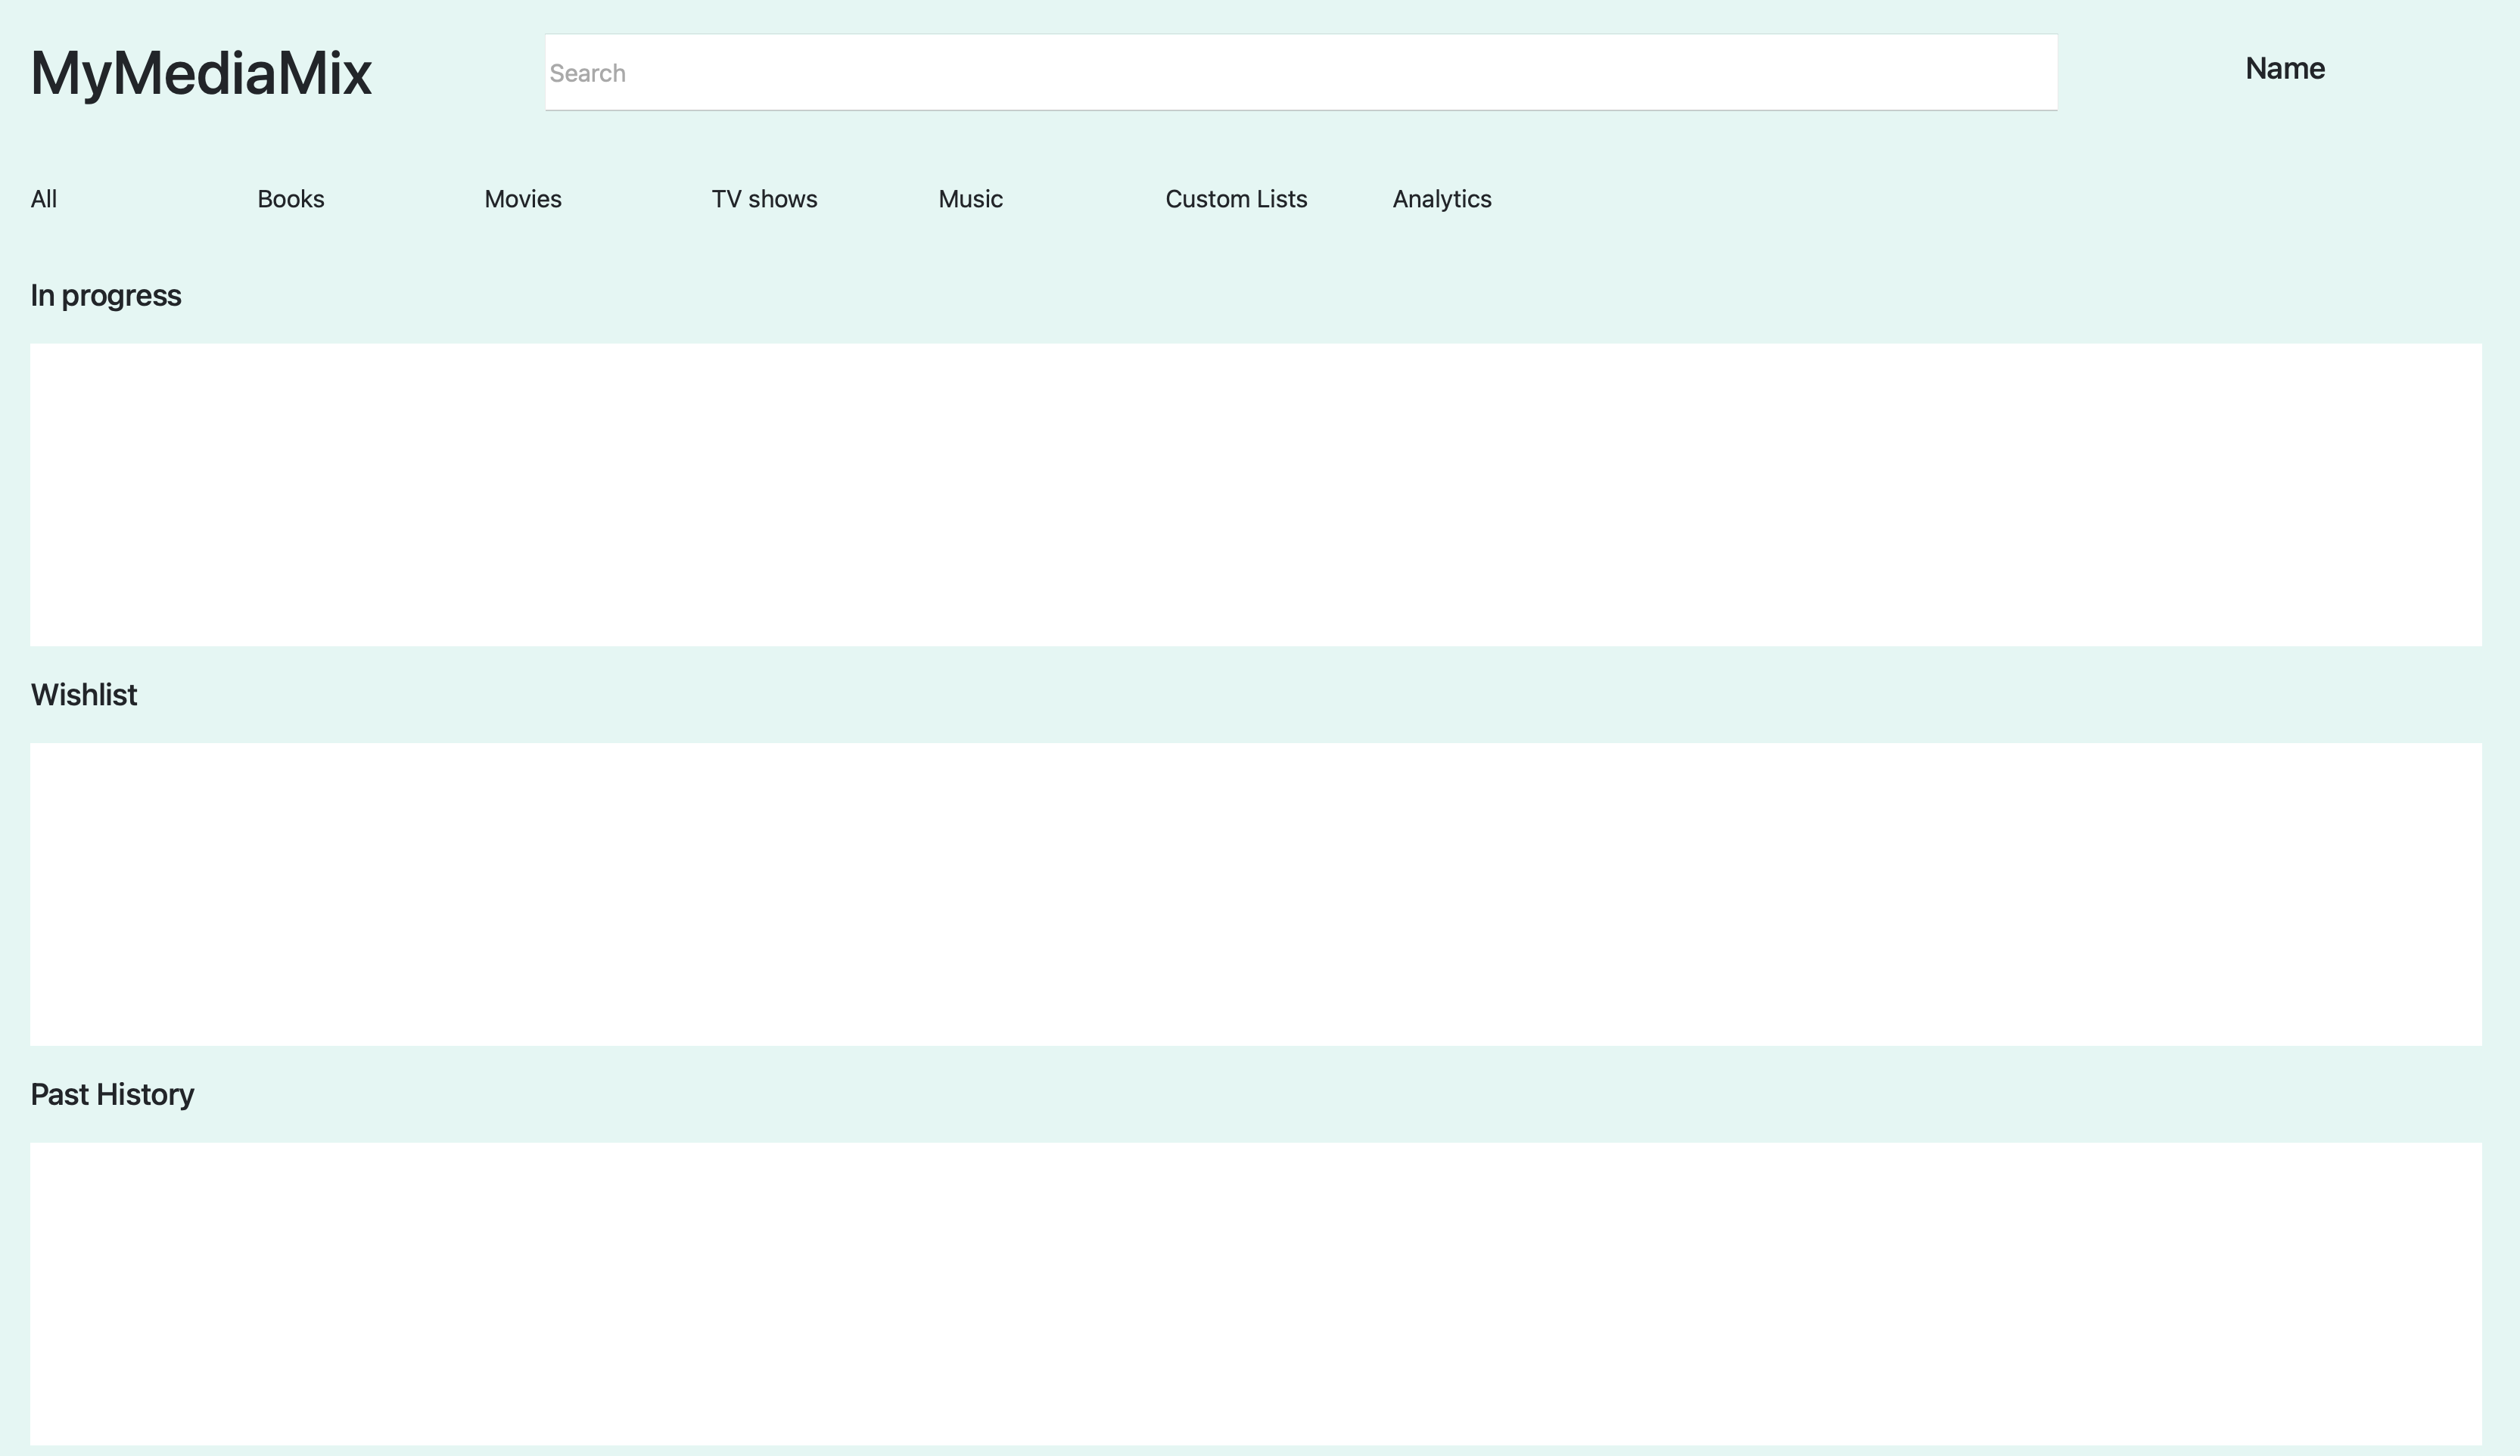 MyMediaMix
Search
Name
All Books Movies TV shows Music Custom Lists Analytics
In progress
Wishlist
Past History